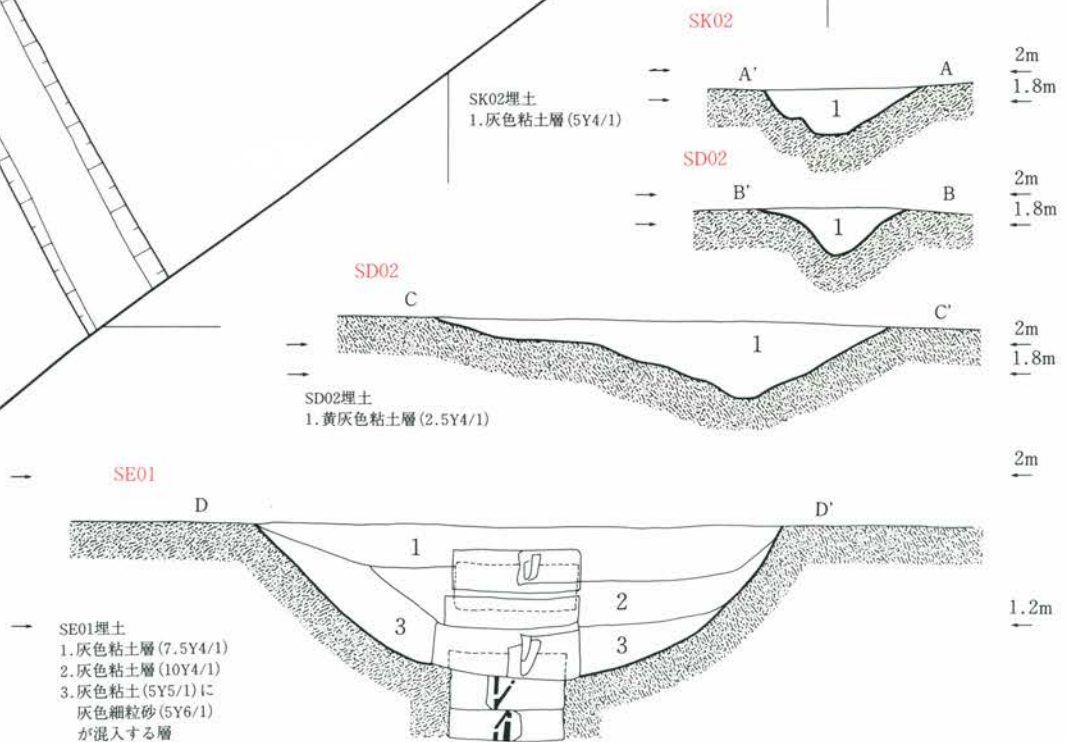 SK02
2m
A'
A
1.8m
SK02埋土
1.灰色粘土層(5Y4/1)
1
SD02
2m
B'
B
1.8m
1
SD02
C
C'
2m
1
1.8m
SD02埋土
1.黄灰色粘土層(2.5Y4/1)
2m
SE01
D
D'
1
2
1.2m
3
3
SE01埋土
1.灰色粘土層(7.5Y4/1)
2.灰色粘土層(10Y4/1)
3.灰色粘土(5Y5/1)に
灰色細粒砂(5Y6/1)
が混入する層